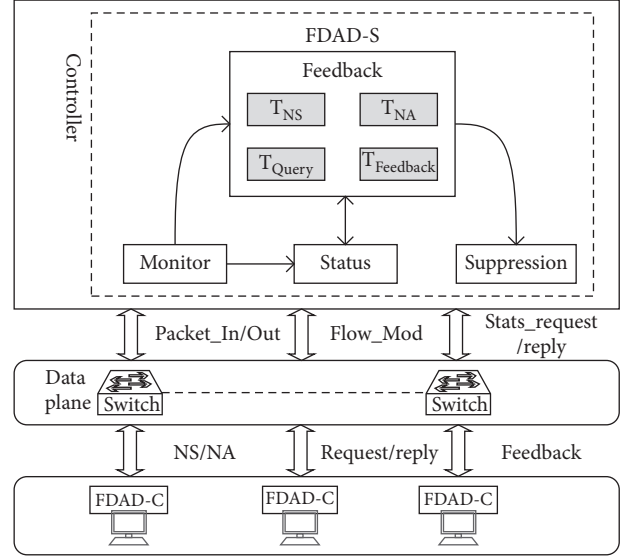 Controller
FDAD-S
Feedback
T_NS
T_NA
T_Query
T_Feedback
Monitor
Status
Suppression
Packet_In/Out
Flow_Mod
Stats_request
/reply
Data
plane
Switch
Switch
NS/NA
Request/reply
Feedback
FDAD-C
FDAD-C
FDAD-C